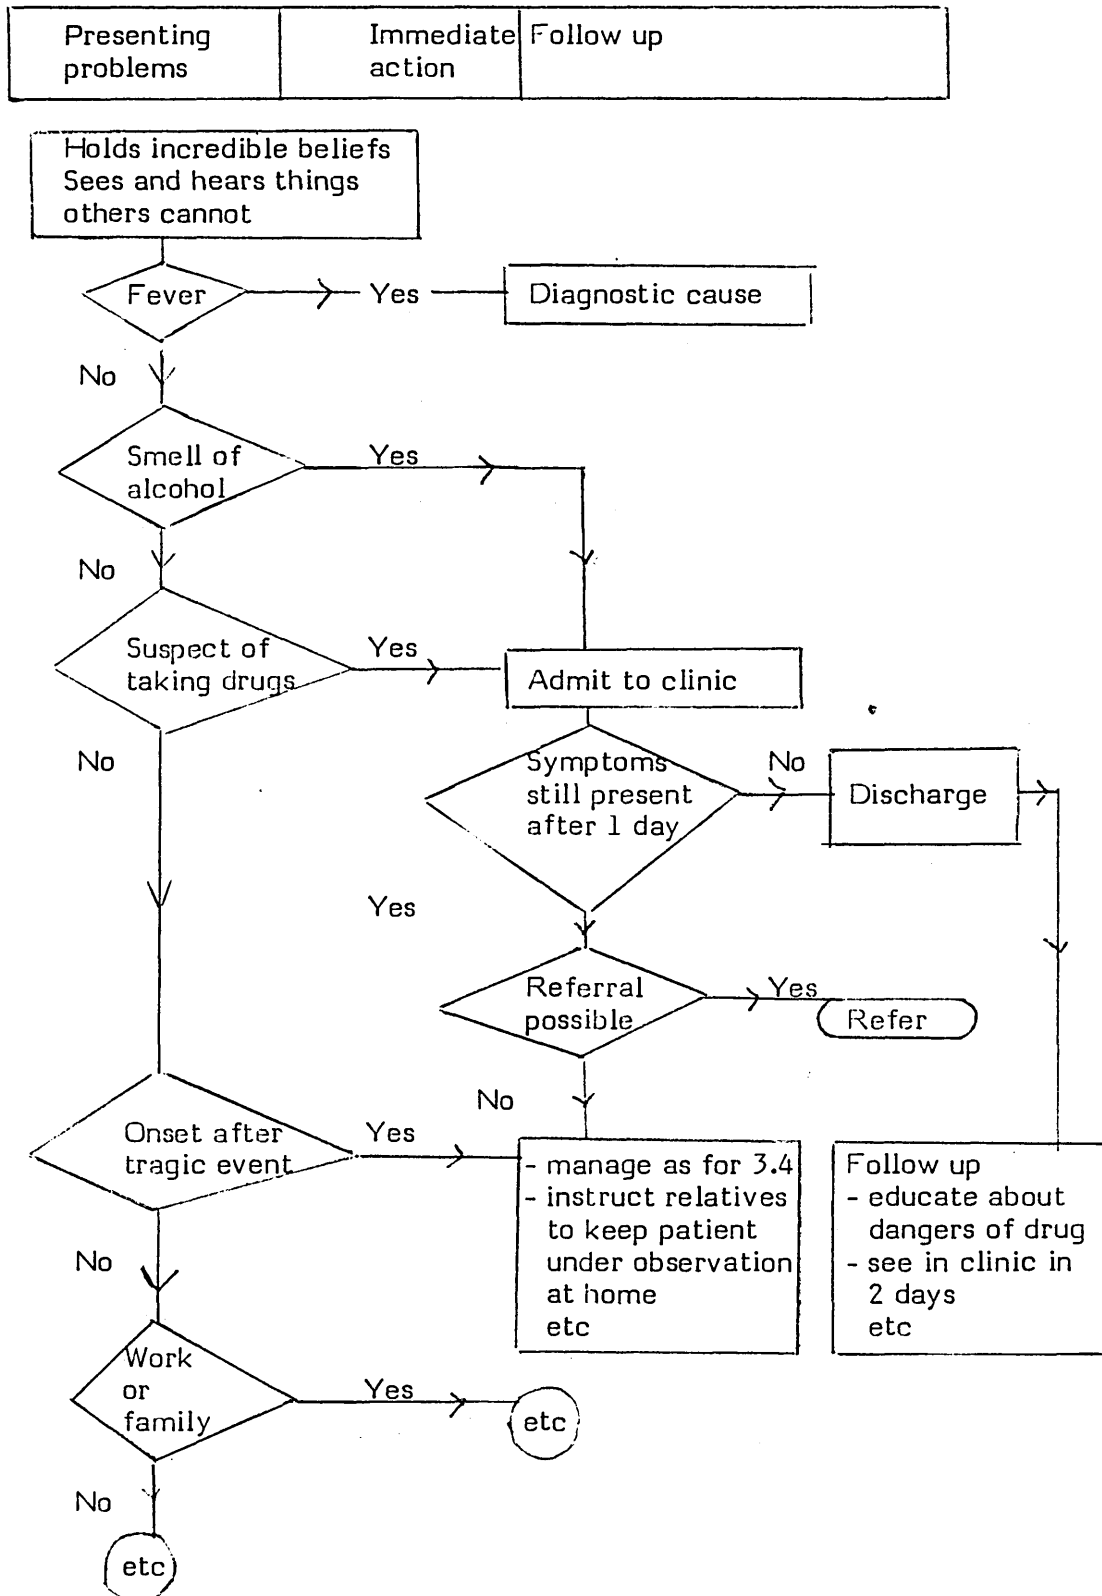 Presenting
problems
Immediate
action
Follow up
Holds incredible beliefs
Sees and hears things
others cannot
Fever
Yes
Diagnostic cause
No
Smell of
alcohol
Yes
No
Suspect of
taking drugs
Yes
Admit to clinic
No
Symptoms
still present
after 1 day
No
Discharge
Yes
Referral
possible
Yes
Refer
No
Onset after
tragic event
Yes
- manage as for 3.4
- instruct relatives
to keep patient
under observation
at home
etc
Follow up
- educate about
dangers of drug
- see in clinic in
2 days
etc
No
Work
or
family
Yes
etc
No
etc